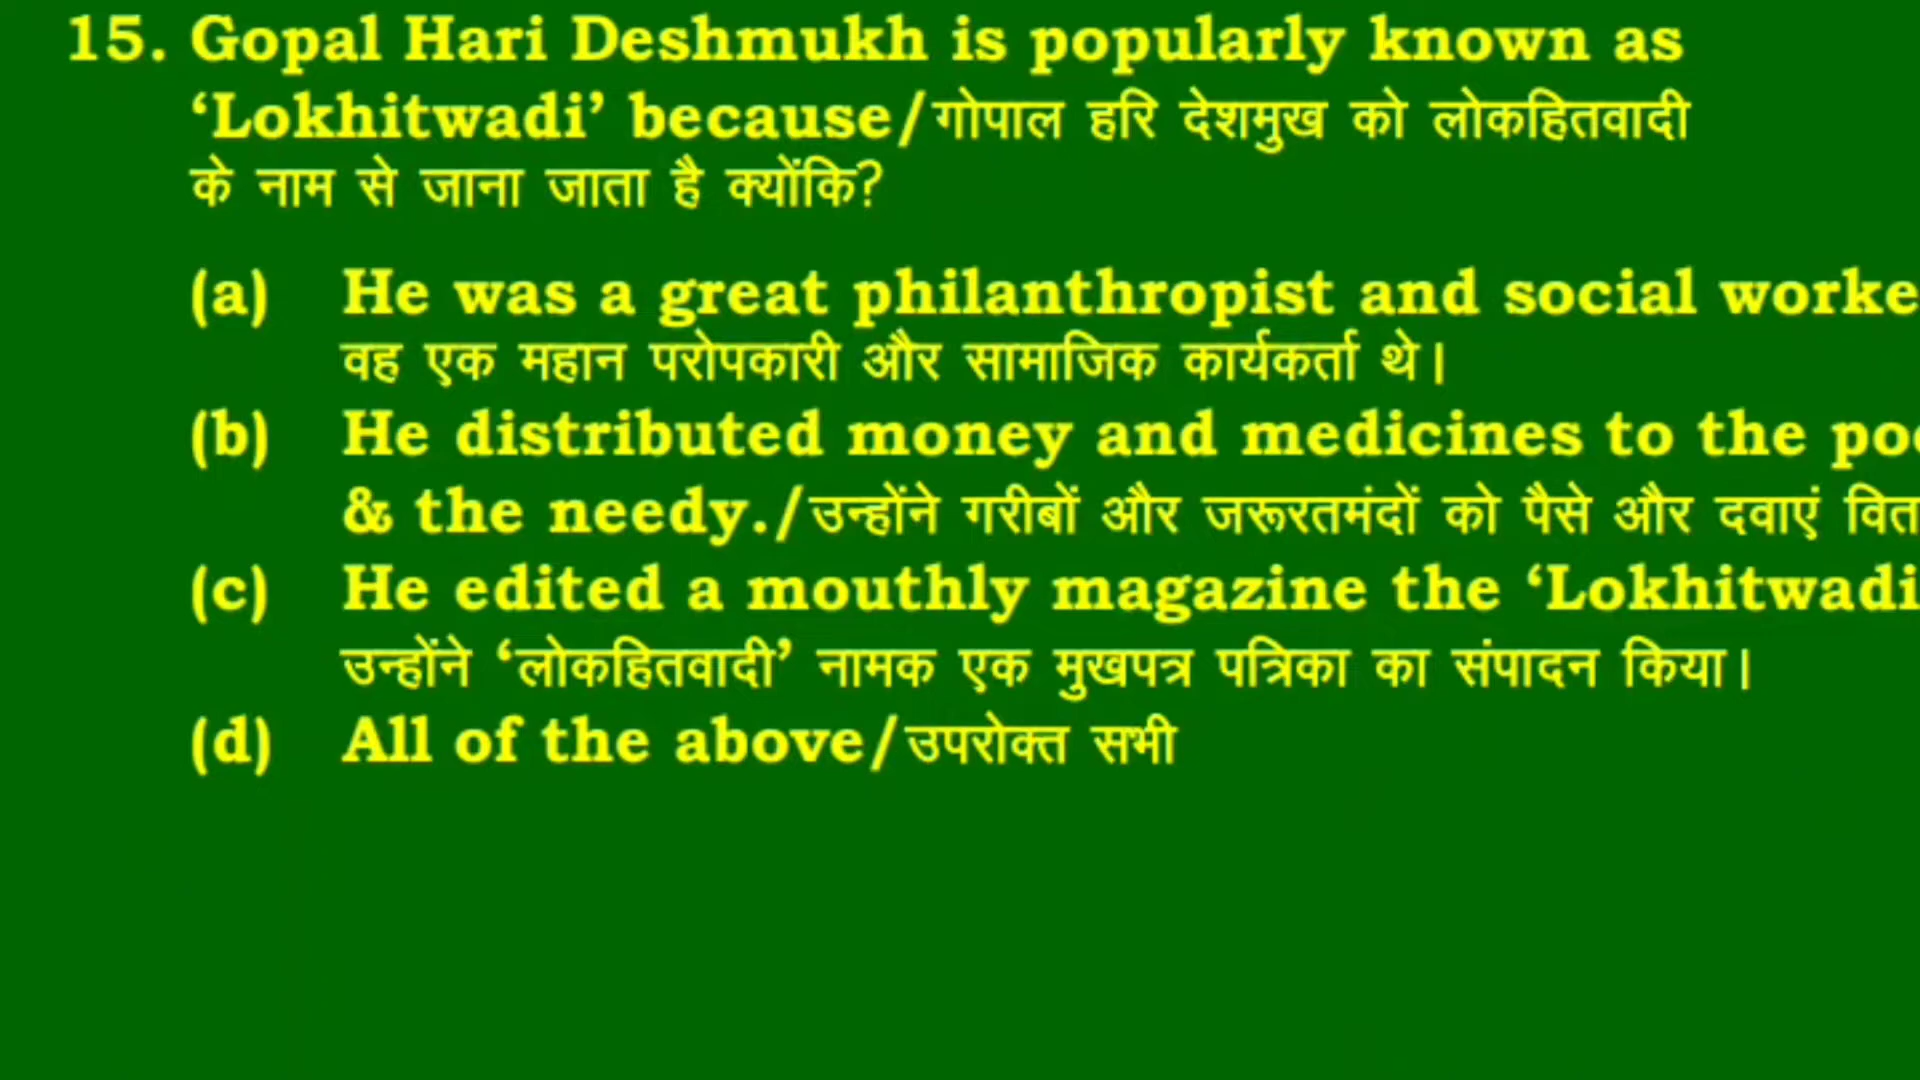 15. Gopal Hari Deshmukh is popularly known as
‘Lokhitwadi’ because/गोपाल हरि देशमुख को लोकहितवादी
के नाम से जाना जाता है क्योंकि?
(a) He was a great philanthropist and social worke
वह एक महान परोपकारी और सामाजिक कार्यकर्ता थे।
(b) He distributed money and medicines to the
& the needy./उन्होंने गरीबों और जरूरतमंदों को पैसे और दवाएं
(c) He edited a mouthly magazine the ‘Lokhitwadi
उन्होंने ‘लोकहितवादी’ नामक एक मुखपत्र पत्रिका का संपादन किया।
(d) All of the above/उपरोक्त सभी